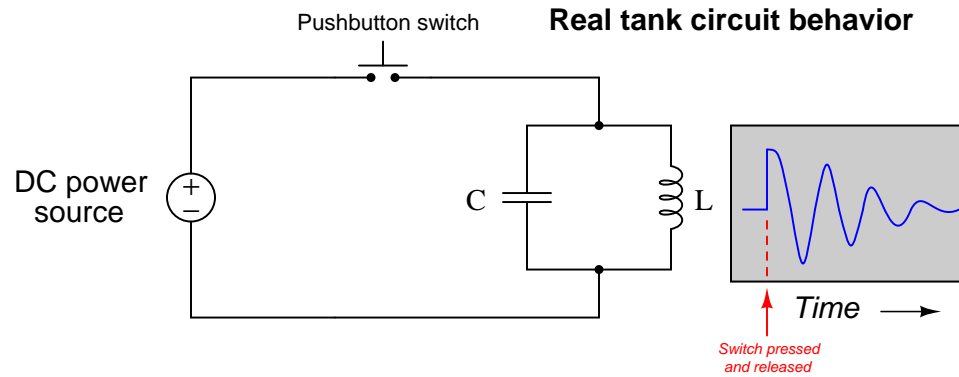 Real tank circuit behavior
Pushbutton switch
DC power
source
+
−
C
L
Time
Switch pressed
and released